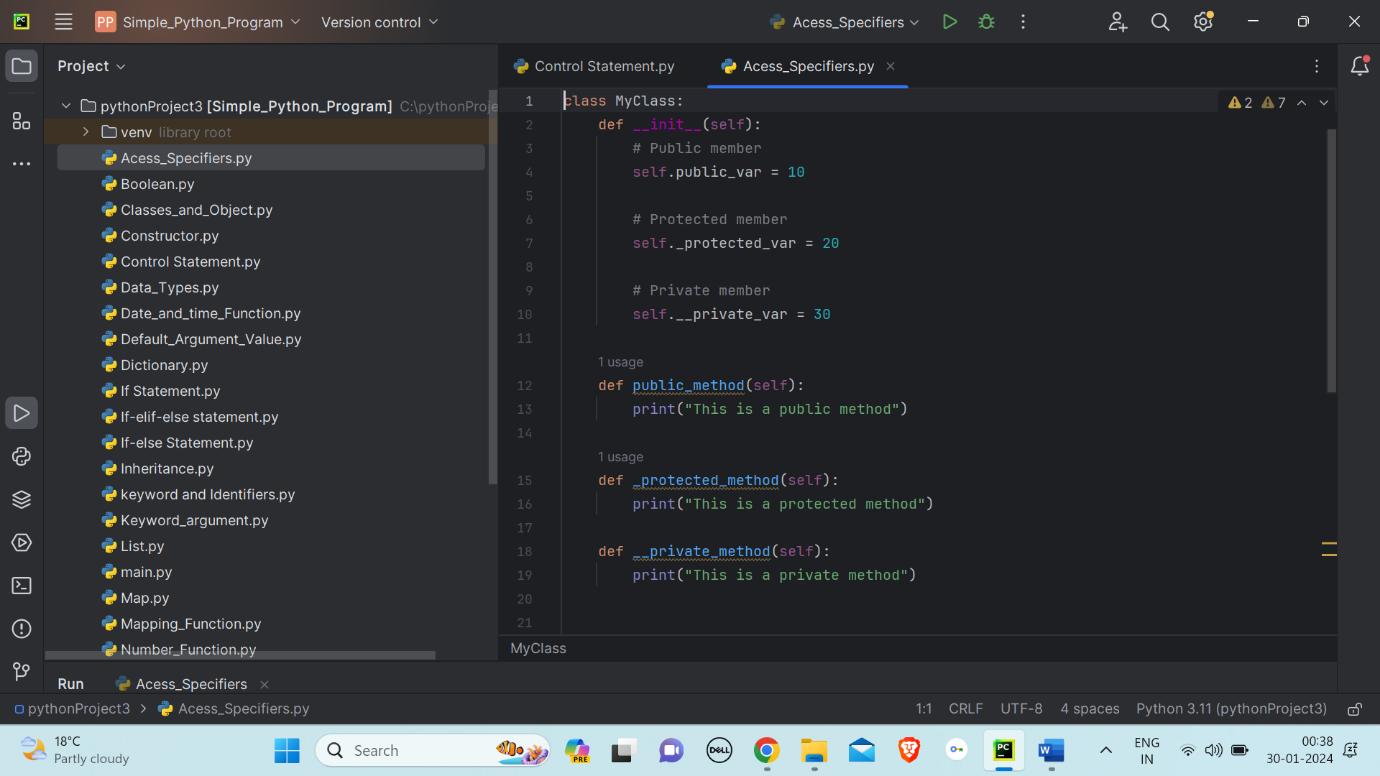 PC
PP Simple_Python_Program Version control Acess_Specifiers
Project
pythonProject3 [Simple_Python_Program] C:\pythonProje
venv library root
Acess_Specifiers.py
Boolean.py
Classes_and_Object.py
Constructor.py
Control Statement.py
Data_Types.py
Date_and_time_Function.py
Default_Argument_Value.py
Dictionary.py
If Statement.py
If-elif-else statement.py
If-else Statement.py
Inheritance.py
keyword and Identifiers.py
Keyword_argument.py
List.py
main.py
Map.py
Mapping_Function.py
Number_Function.py
Control Statement.py Acess_Specifiers.py
2 7
1 class MyClass:
2 def __init__(self):
3 # Public member
4 self.public_var = 10
5
6 # Protected member
7 self._protected_var = 20
8
9 # Private member
10 self.__private_var = 30
11
1 usage
12 def public_method(self):
13 print("This is a public method")
14
1 usage
15 def _protected_method(self):
16 print("This is a protected method")
17
18 def __private_method(self):
19 print("This is a private method")
20
21
MyClass
Run Acess_Specifiers
pythonProject3 Acess_Specifiers.py 1:1 CRLF UTF-8 4 spaces Python 3.11 (pythonProject3)
18°C
Partly cloudy
Search
PRE
DELL
PC
W
ENG
IN
00:38
30-01-2024